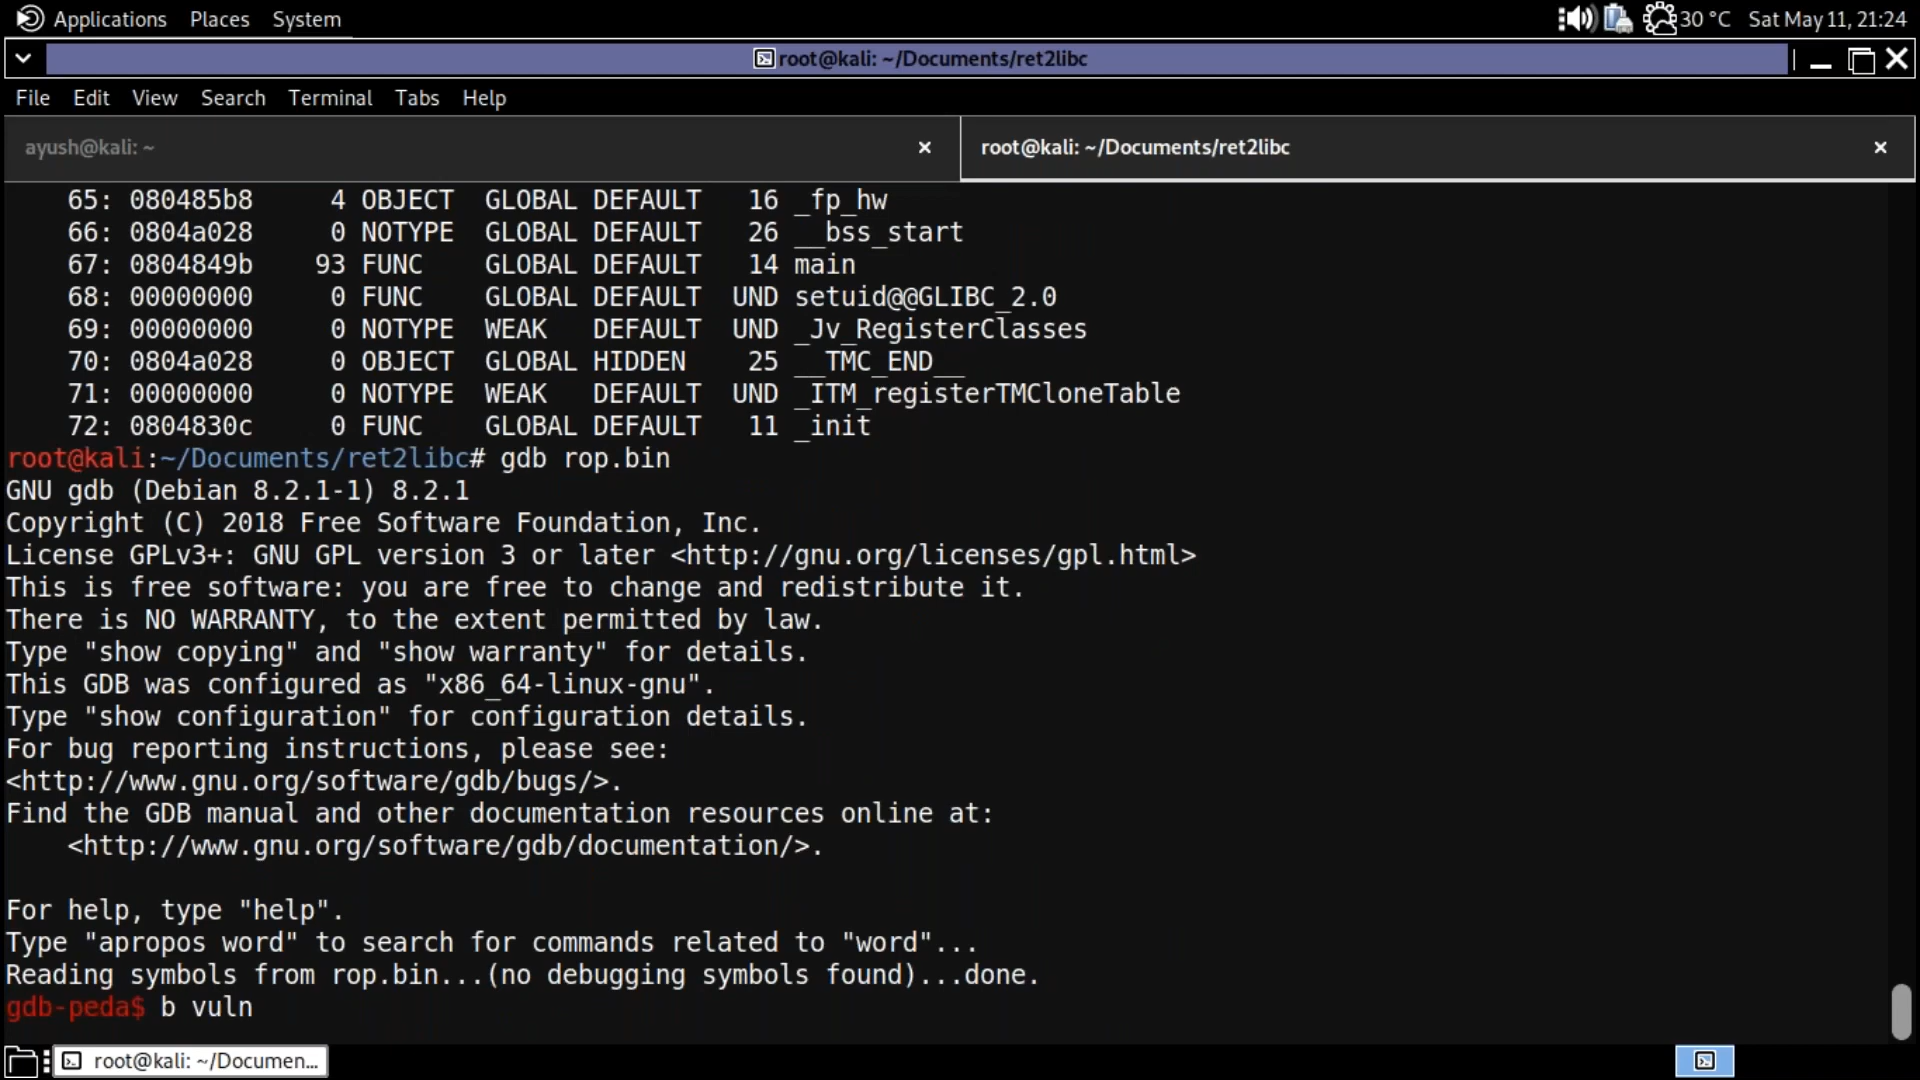 Applications Places System 30 °C Sat May 11, 21:24
root@kali: ~/Documents/ret2libc
File Edit View Search Terminal Tabs Help
ayush@kali: ~ root@kali: ~/Documents/ret2libc
65: 080485b8 4 OBJECT GLOBAL DEFAULT 16 _fp_hw
66: 0804a028 0 NOTYPE GLOBAL DEFAULT 26 __bss_start
67: 0804849b 93 FUNC GLOBAL DEFAULT 14 main
68: 00000000 0 FUNC GLOBAL DEFAULT UND setuid@@GLIBC_2.0
69: 00000000 0 NOTYPE WEAK DEFAULT UND _Jv_RegisterClasses
70: 0804a028 0 OBJECT GLOBAL HIDDEN 25 __TMC_END__
71: 00000000 0 NOTYPE WEAK DEFAULT UND _ITM_registerTMCloneTable
72: 0804830c 0 FUNC GLOBAL DEFAULT 11 _init
root@kali:~/Documents/ret2libc# gdb rop.bin
GNU gdb (Debian 8.2.1-1) 8.2.1
Copyright (C) 2018 Free Software Foundation, Inc.
License GPLv3+: GNU GPL version 3 or later <http://gnu.org/licenses/gpl.html>
This is free software: you are free to change and redistribute it.
There is NO WARRANTY, to the extent permitted by law.
Type "show copying" and "show warranty" for details.
This GDB was configured as "x86_64-linux-gnu".
Type "show configuration" for configuration details.
For bug reporting instructions, please see:
<http://www.gnu.org/software/gdb/bugs/>.
Find the GDB manual and other documentation resources online at:
<http://www.gnu.org/software/gdb/documentation/>.
For help, type "help".
Type "apropos word" to search for commands related to "word"...
Reading symbols from rop.bin...(no debugging symbols found)...done.
gdb-peda$ b vuln
root@kali: ~/Documen...